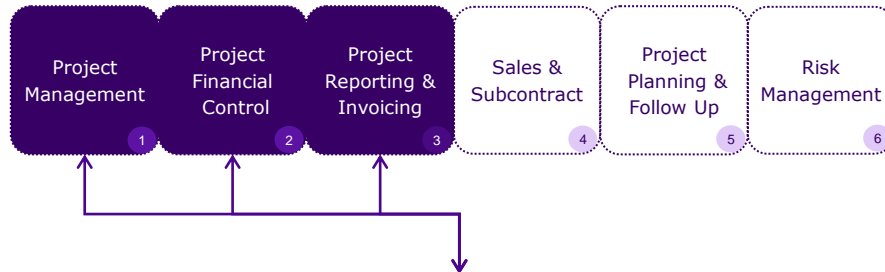 Project
Management
1
Project
Financial
Control
2
Project
Reporting &
Invoicing
3
Sales &
Subcontract
4
Project
Planning &
Follow Up
5
Risk
Management
6